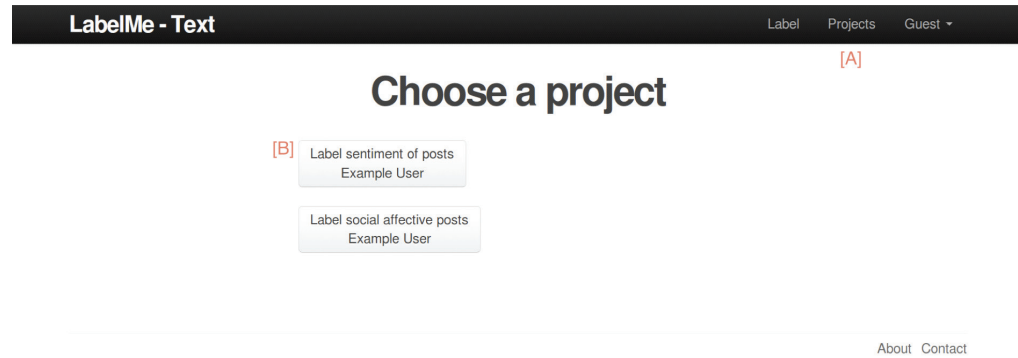 LabelMe - Text
Label Projects Guest
[A]
Choose a project
[B]
Label sentiment of posts
Example User
Label social affective posts
Example User
About Contact